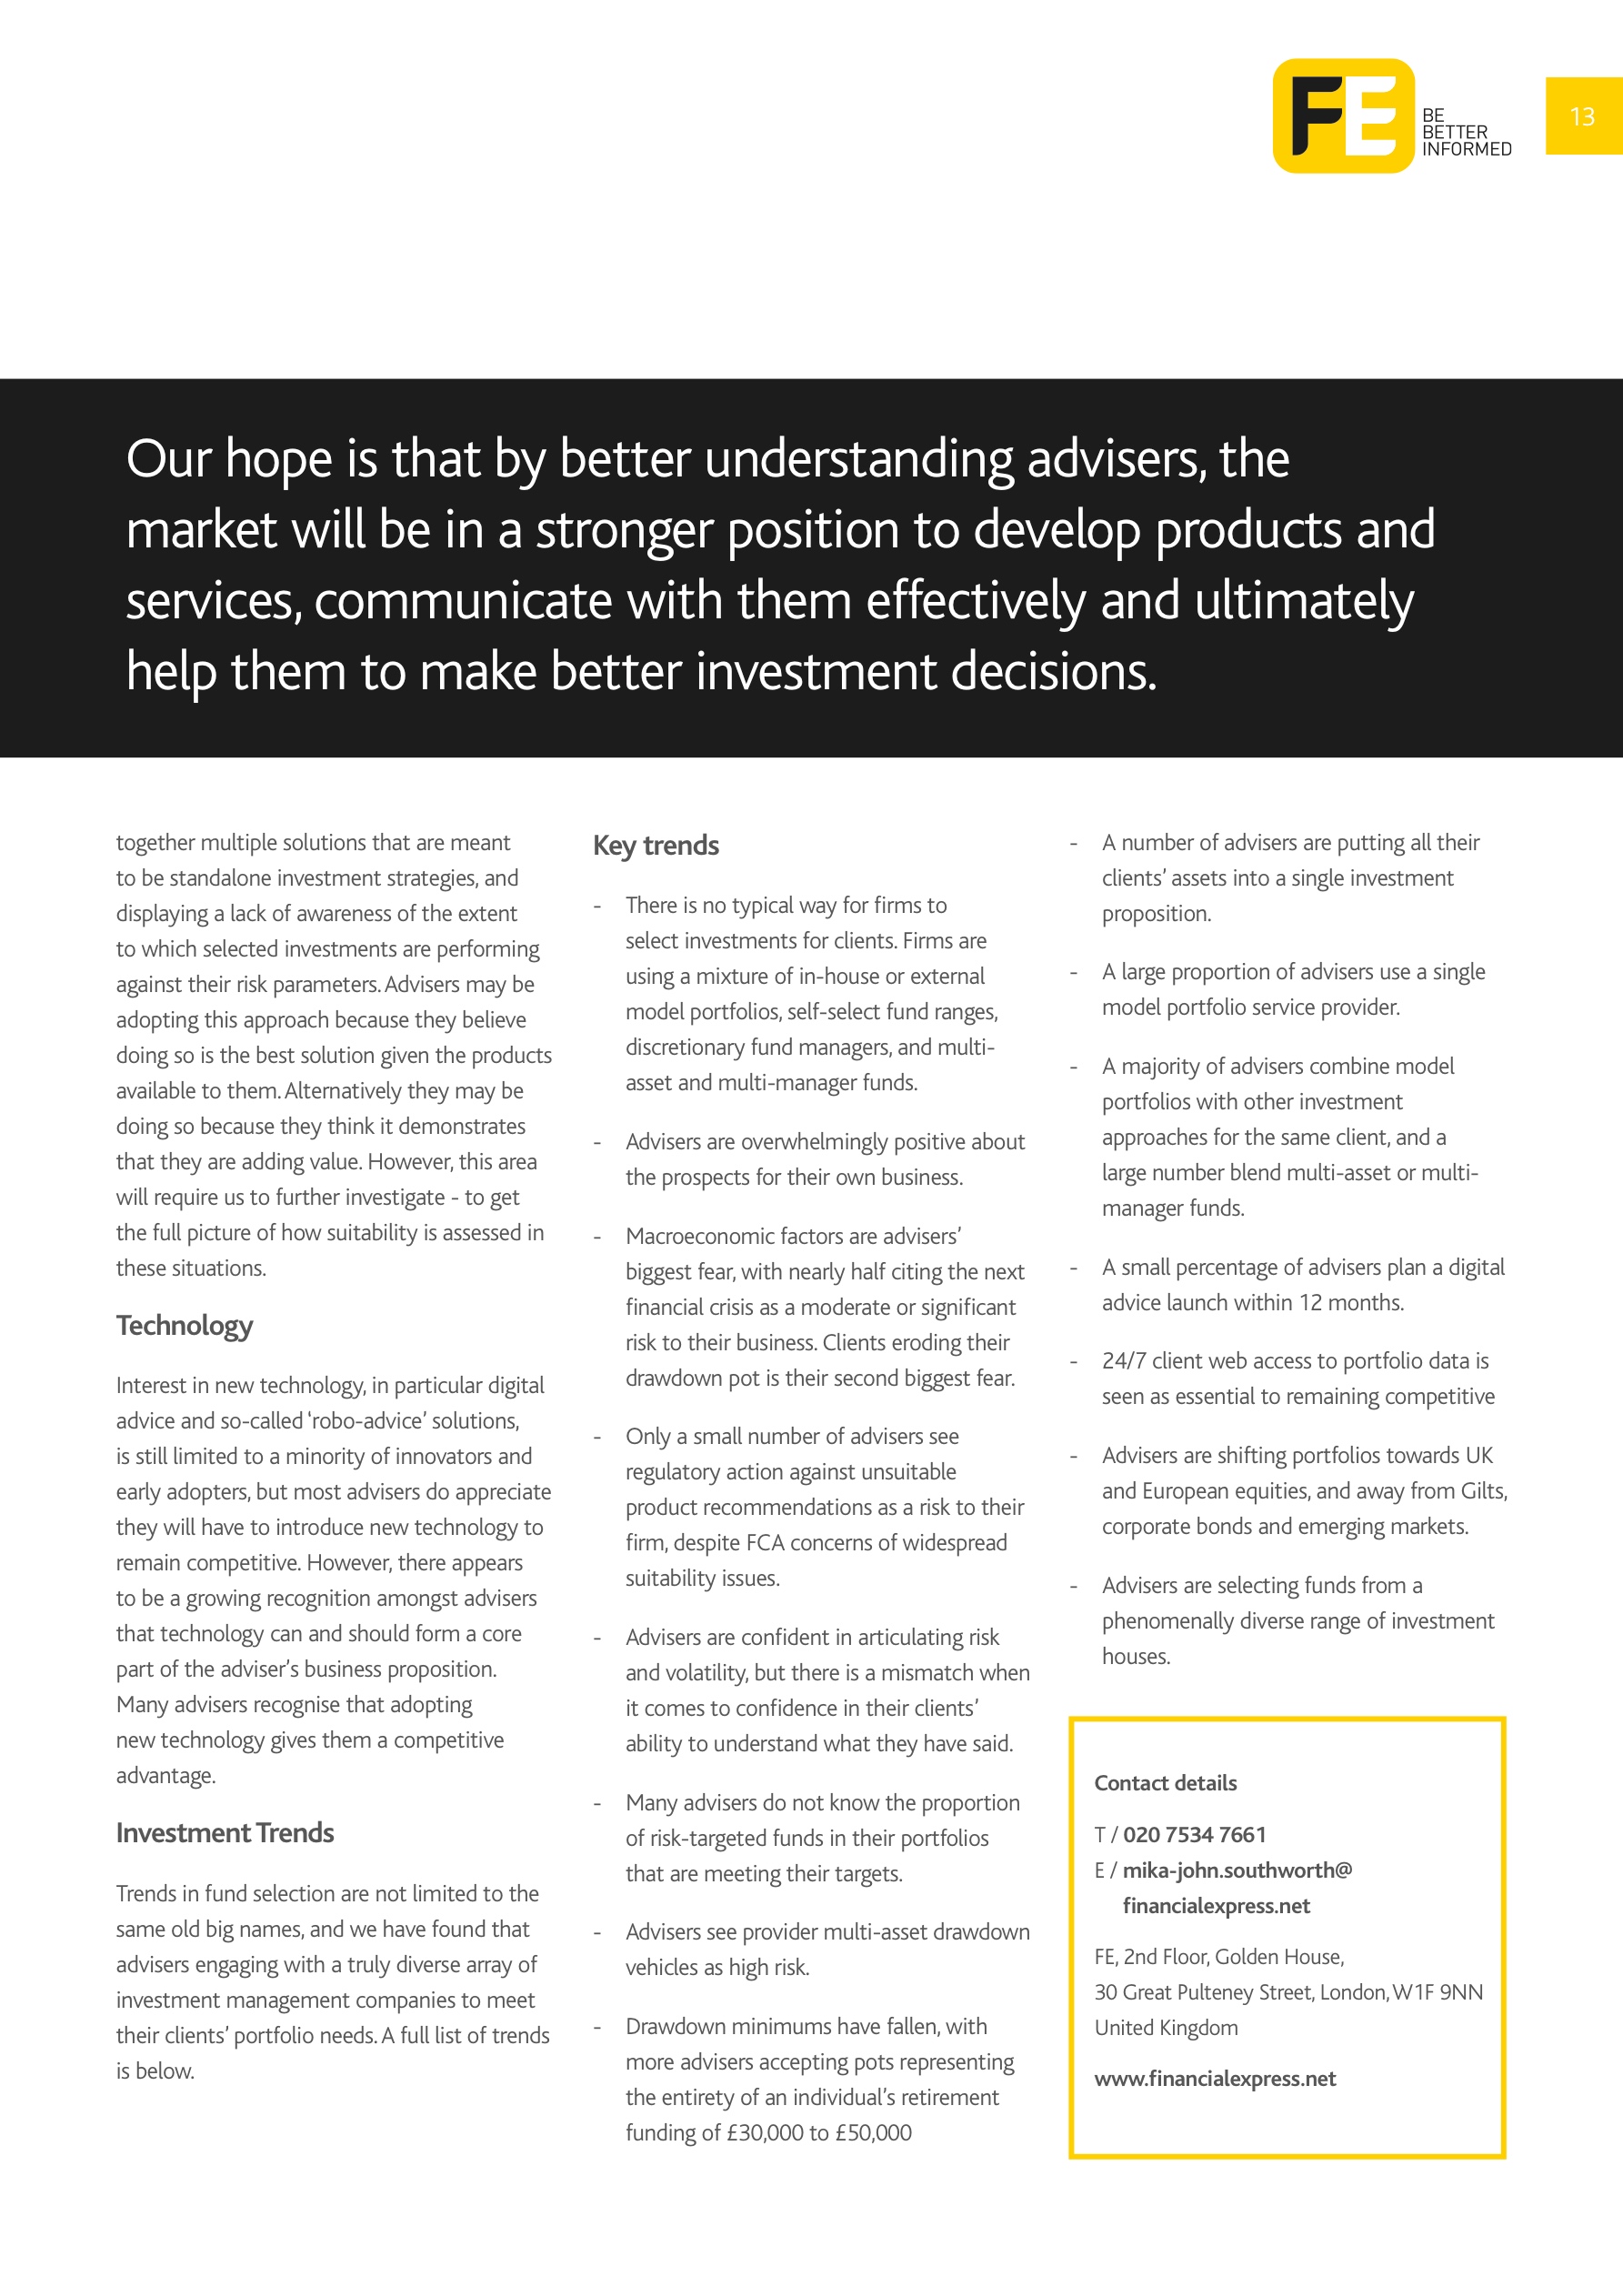 FE
BE
BETTER
INFORMED
13
Our hope is that by better understanding advisers, the
market will be in a stronger position to develop products and
services, communicate with them effectively and ultimately
help them to make better investment decisions.
together multiple solutions that are meant
to be standalone investment strategies, and
displaying a lack of awareness of the extent
to which selected investments are performing
against their risk parameters. Advisers may be
adopting this approach because they believe
doing so is the best solution given the products
available to them. Alternatively they may be
doing so because they think it demonstrates
that they are adding value. However, this area
will require us to further investigate - to get
the full picture of how suitability is assessed in
these situations.
Technology
Interest in new technology, in particular digital
advice and so-called ‘robo-advice’ solutions,
is still limited to a minority of innovators and
early adopters, but most advisers do appreciate
they will have to introduce new technology to
remain competitive. However, there appears
to be a growing recognition amongst advisers
that technology can and should form a core
part of the adviser’s business proposition.
Many advisers recognise that adopting
new technology gives them a competitive
advantage.
Investment Trends
Trends in fund selection are not limited to the
same old big names, and we have found that
advisers engaging with a truly diverse array of
investment management companies to meet
their clients’ portfolio needs. A full list of trends
is below.
Key trends
- There is no typical way for firms to
select investments for clients. Firms are
using a mixture of in-house or external
model portfolios, self-select fund ranges,
discretionary fund managers, and multi-
asset and multi-manager funds.
- Advisers are overwhelmingly positive about
the prospects for their own business.
- Macroeconomic factors are advisers’
biggest fear, with nearly half citing the next
financial crisis as a moderate or significant
risk to their business. Clients eroding their
drawdown pot is their second biggest fear.
- Only a small number of advisers see
regulatory action against unsuitable
product recommendations as a risk to their
firm, despite FCA concerns of widespread
suitability issues.
- Advisers are confident in articulating risk
and volatility, but there is a mismatch when
it comes to confidence in their clients’
ability to understand what they have said.
- Many advisers do not know the proportion
of risk-targeted funds in their portfolios
that are meeting their targets.
- Advisers see provider multi-asset drawdown
vehicles as high risk.
- Drawdown minimums have fallen, with
more advisers accepting pots representing
the entirety of an individual’s retirement
funding of £30,000 to £50,000
- A number of advisers are putting all their
clients’ assets into a single investment
proposition.
- A large proportion of advisers use a single
model portfolio service provider.
- A majority of advisers combine model
portfolios with other investment
approaches for the same client, and a
large number blend multi-asset or multi-
manager funds.
- A small percentage of advisers plan a digital
advice launch within 12 months.
- 24/7 client web access to portfolio data is
seen as essential to remaining competitive
- Advisers are shifting portfolios towards UK
and European equities, and away from Gilts,
corporate bonds and emerging markets.
- Advisers are selecting funds from a
phenomenally diverse range of investment
houses.
Contact details
T / 020 7534 7661
E / mika-john.southworth@
financialexpress.net
FE, 2nd Floor, Golden House,
30 Great Pulteney Street, London, W1F 9NN
United Kingdom
www.financialexpress.net